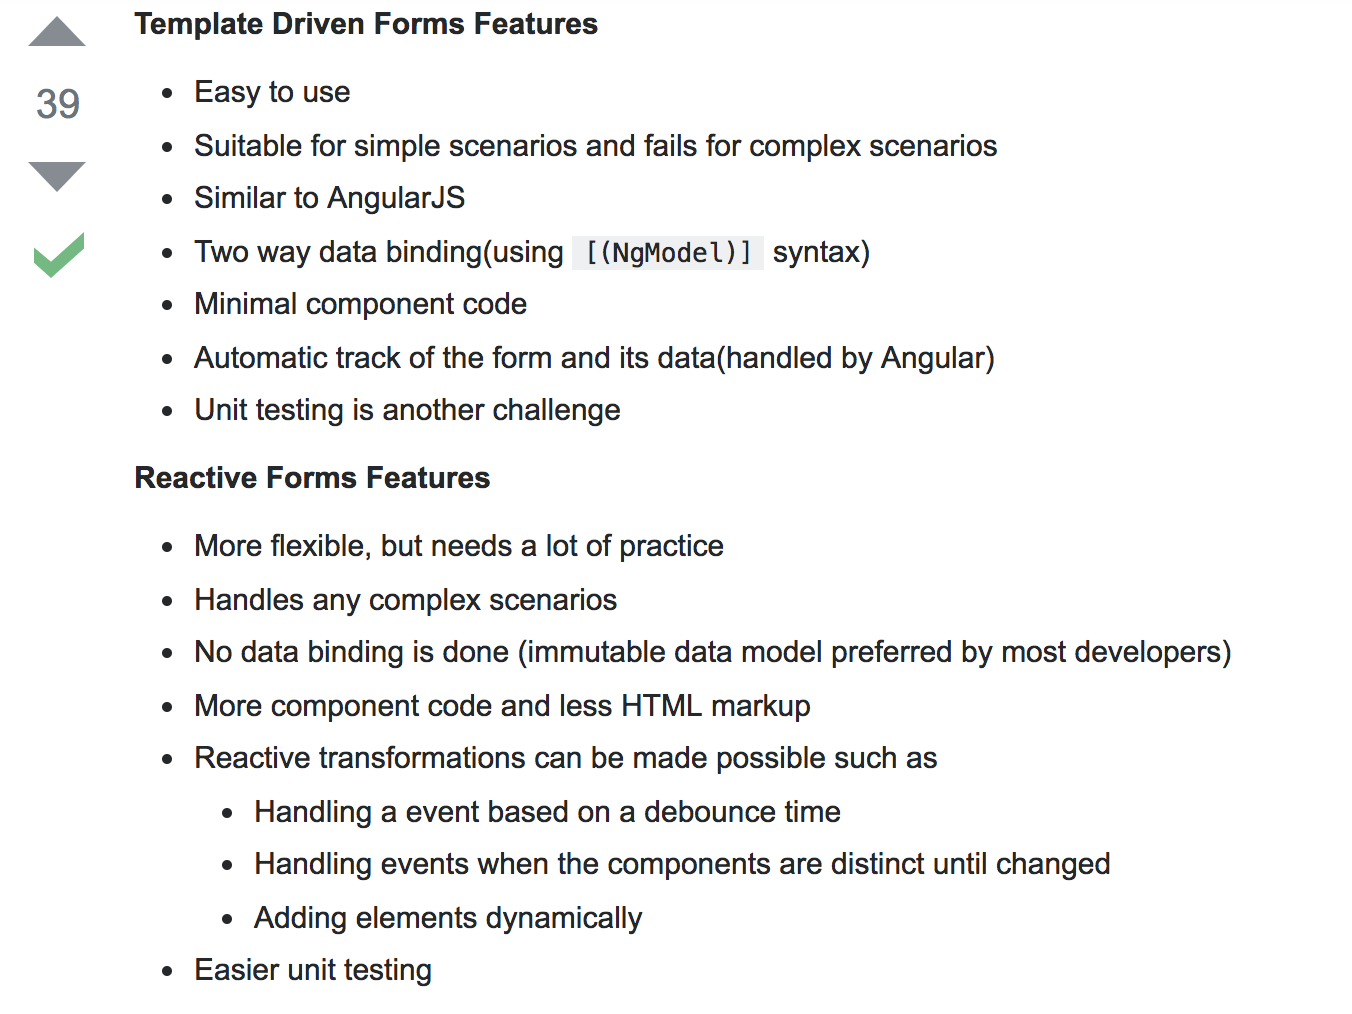 Template Driven Forms Features
39
Easy to use
Suitable for simple scenarios and fails for complex scenarios
Similar to AngularJS
Two way data binding(using [(NgModel)] syntax)
Minimal component code
Automatic track of the form and its data(handled by Angular)
Unit testing is another challenge
Reactive Forms Features
More flexible, but needs a lot of practice
Handles any complex scenarios
No data binding is done (immutable data model preferred by most developers)
More component code and less HTML markup
Reactive transformations can be made possible such as
Handling a event based on a debounce time
Handling events when the components are distinct until changed
Adding elements dynamically
Easier unit testing